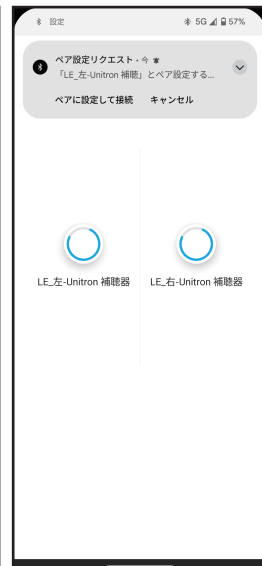 設定 5G 57%
ペア設定リクエスト・今
「LE_左-Unitron 補聴」とペア設定する...
ペアに設定して接続 キャンセル
LE_左-Unitron 補聴器 LE_右-Unitron 補聴器